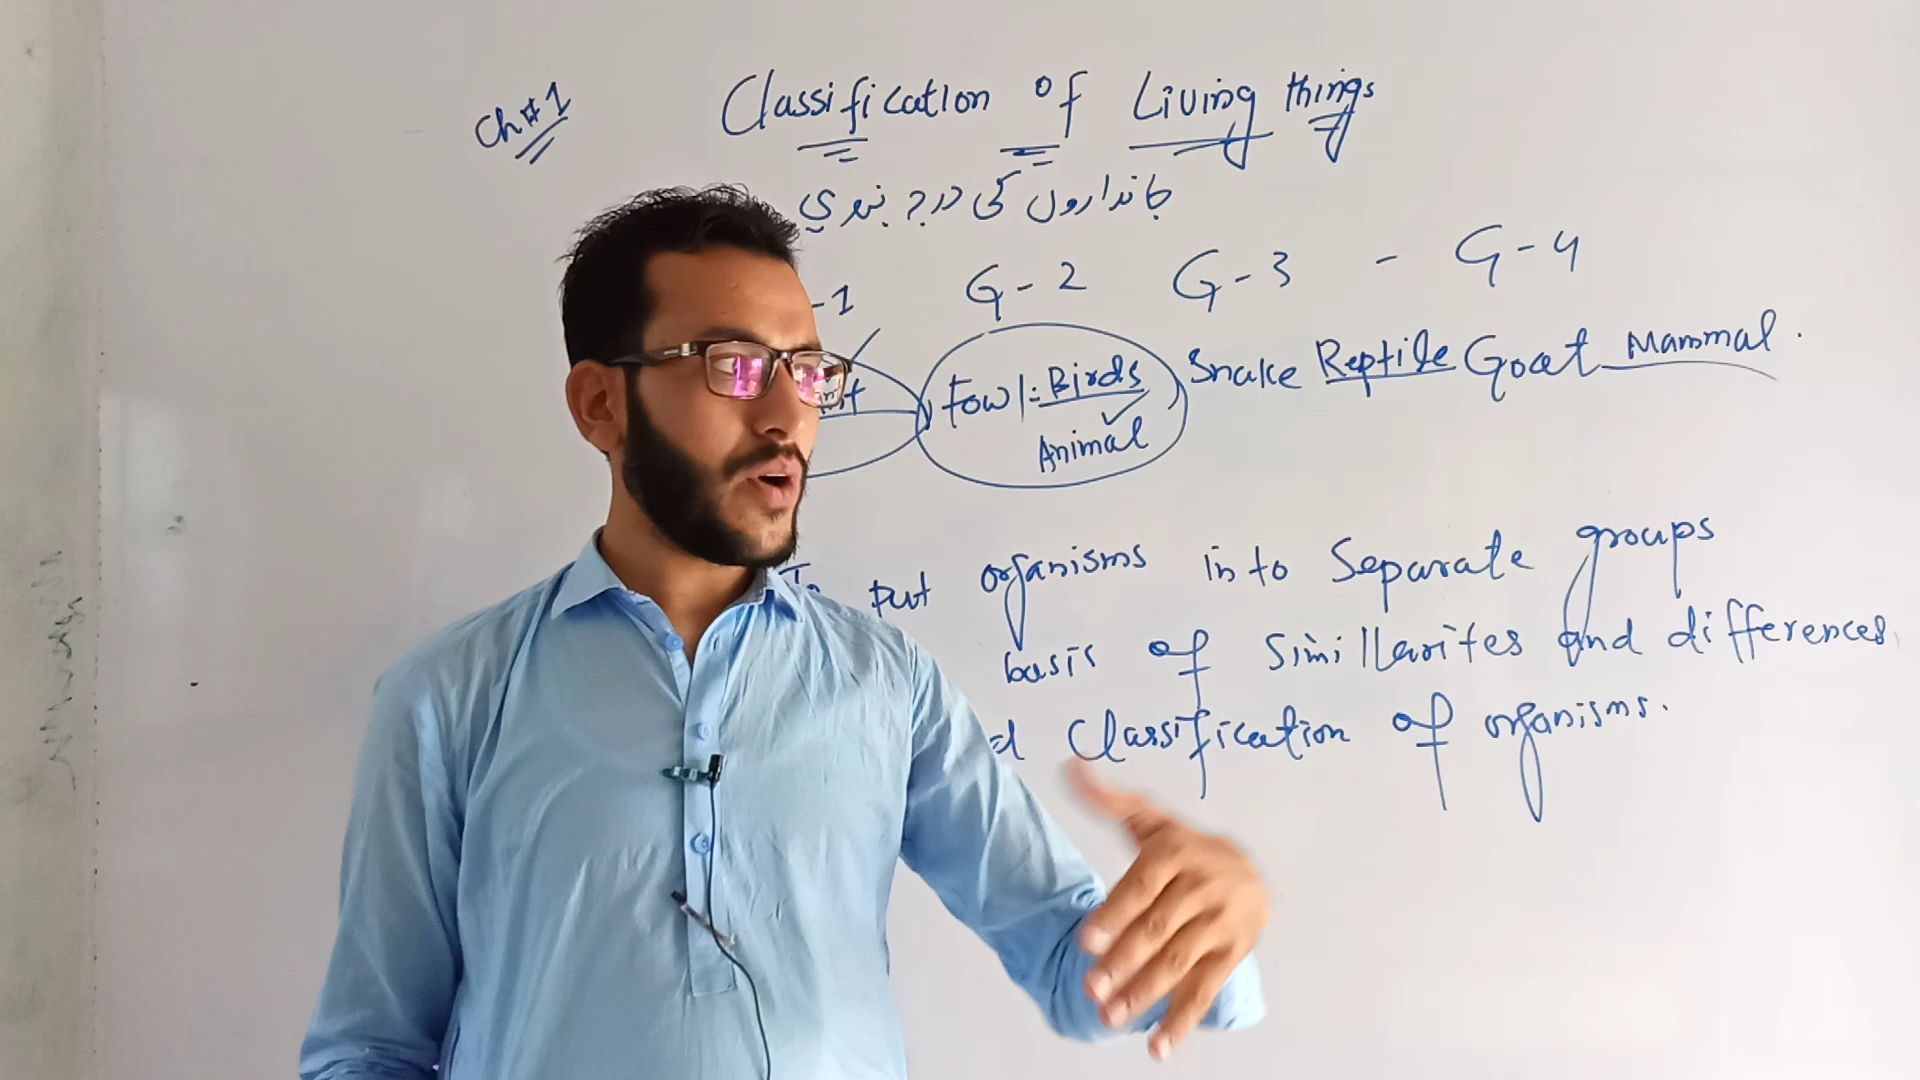 Ch#1
Classification of Living things
جانداروں کی درجہ بندی
-1 G-2 G-3 - G-4
Fowl:Birds Snake Reptile Goat Mammal.
Animal
put organisms into Separate groups
basis of Simillarites and differences
Classification of organisms.